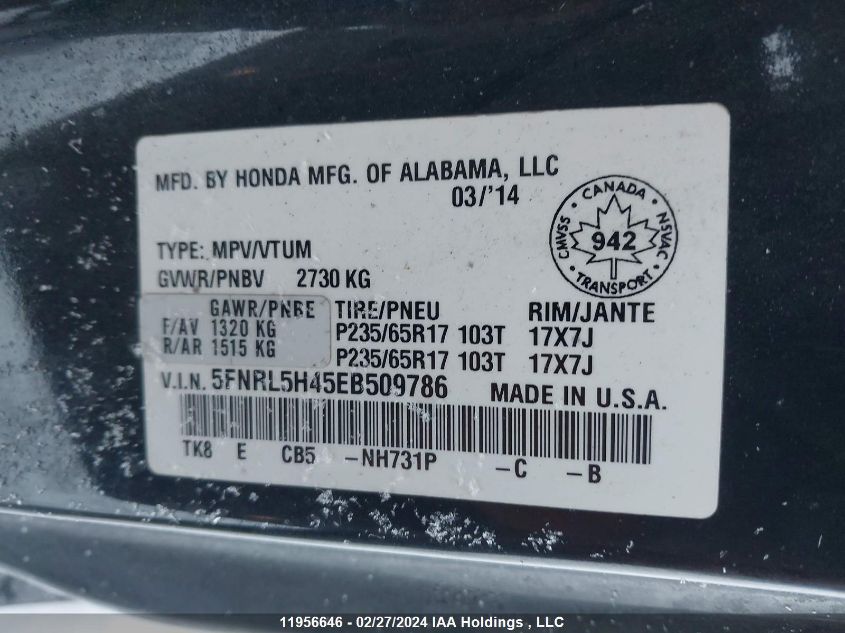 MFD. BY HONDA MFG. OF ALABAMA, LLC
03/'14
CANADA
CMVSS 942 NSVAC
TRANSPORT
TYPE: MPV/VTUM
GVWR/PNBV 2730 KG
GAWR/PNBE TIRE/PNEU RIM/JANTE
F/AV 1320 KG P235/65R17 103T 17X7J
R/AR 1515 KG P235/65R17 103T 17X7J
V.I.N. 5FNRL5H45EB509786 MADE IN U.S.A.
TK8 E CB5 -NH731P -C -B
11956646 - 02/27/2024 IAA Holdings , LLC